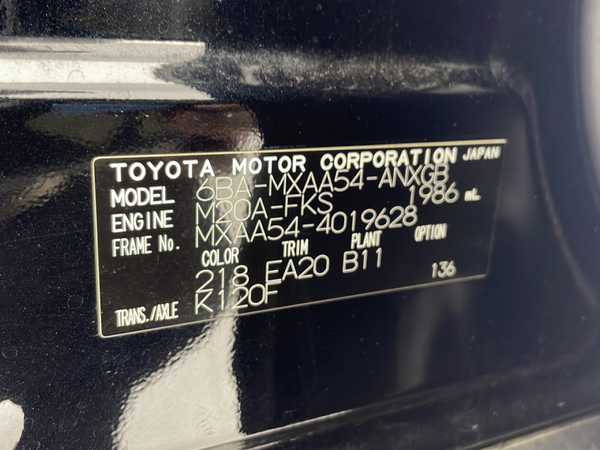 TOYOTA MOTOR CORPORATION JAPAN
MODEL 6BA-MXAA54-ANXGB
ENGINE M20A-FKS 1986 mL
FRAME No. MXAA54-4019628
COLOR TRIM PLANT OPTION
218 EA20 B11 136
TRANS./AXLE K120F